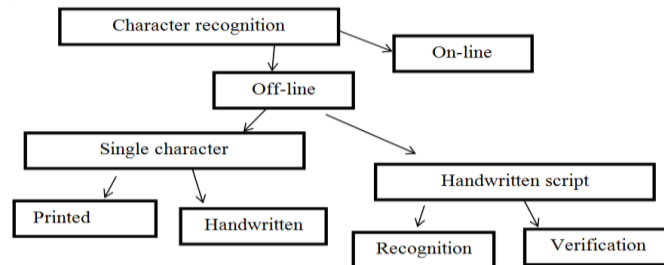 Character recognition
On-line
Off-line
Single character
Handwritten script
Printed
Handwritten
Recognition
Verification